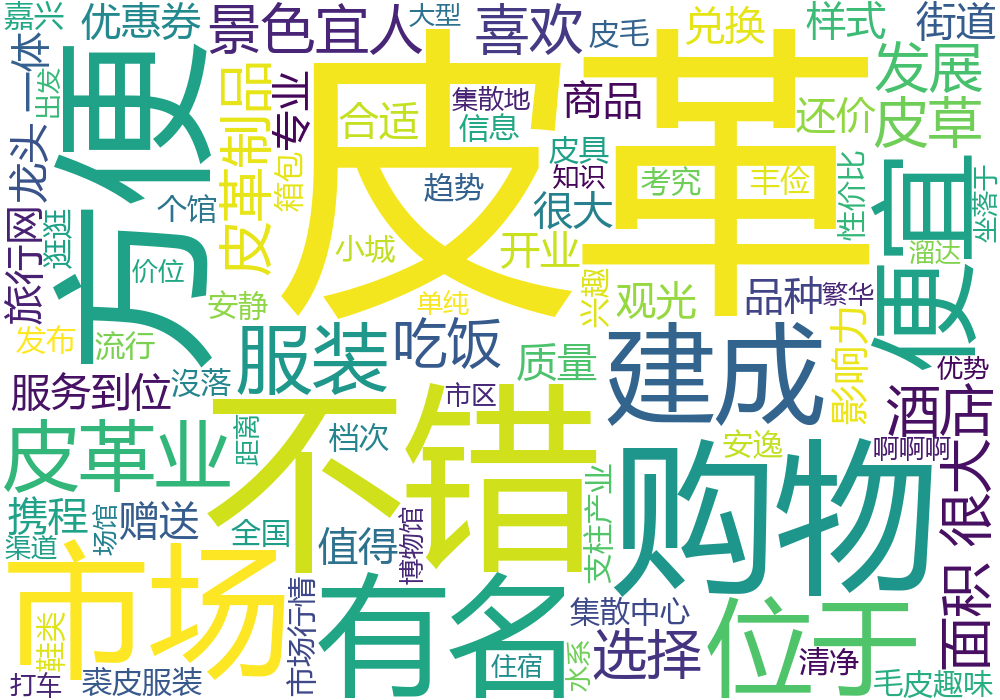 嘉兴
优惠券
景色宜人
大型
喜欢
皮毛
兑换
样式
街道
一体
出发
方便
皮革制品
专业
皮革
合适
集散地
信息
商品
还价
发展
皮草
龙头
箱包
皮具
知识
考究
丰俭
性价比
便宜
坐落于
旅行网
逛逛
个馆
趋势
很大
价位
小城
开业
溜达
安静
单纯
兴趣
观光
品种
繁华
发布
流行
服装
吃饭
质量
建成
影响力
优势
服务到位
没落
市区
酒店
皮革业
不错
距离
档次
购物
安逸
啊啊啊
很大
携程
渠道
场馆
赠送
全国
值得
博物馆
支柱产业
市场
有名
集散中心
位于
面积
鞋类
市场行情
住宿
水系
选择
清净
打车
裘皮服装
毛皮趣味